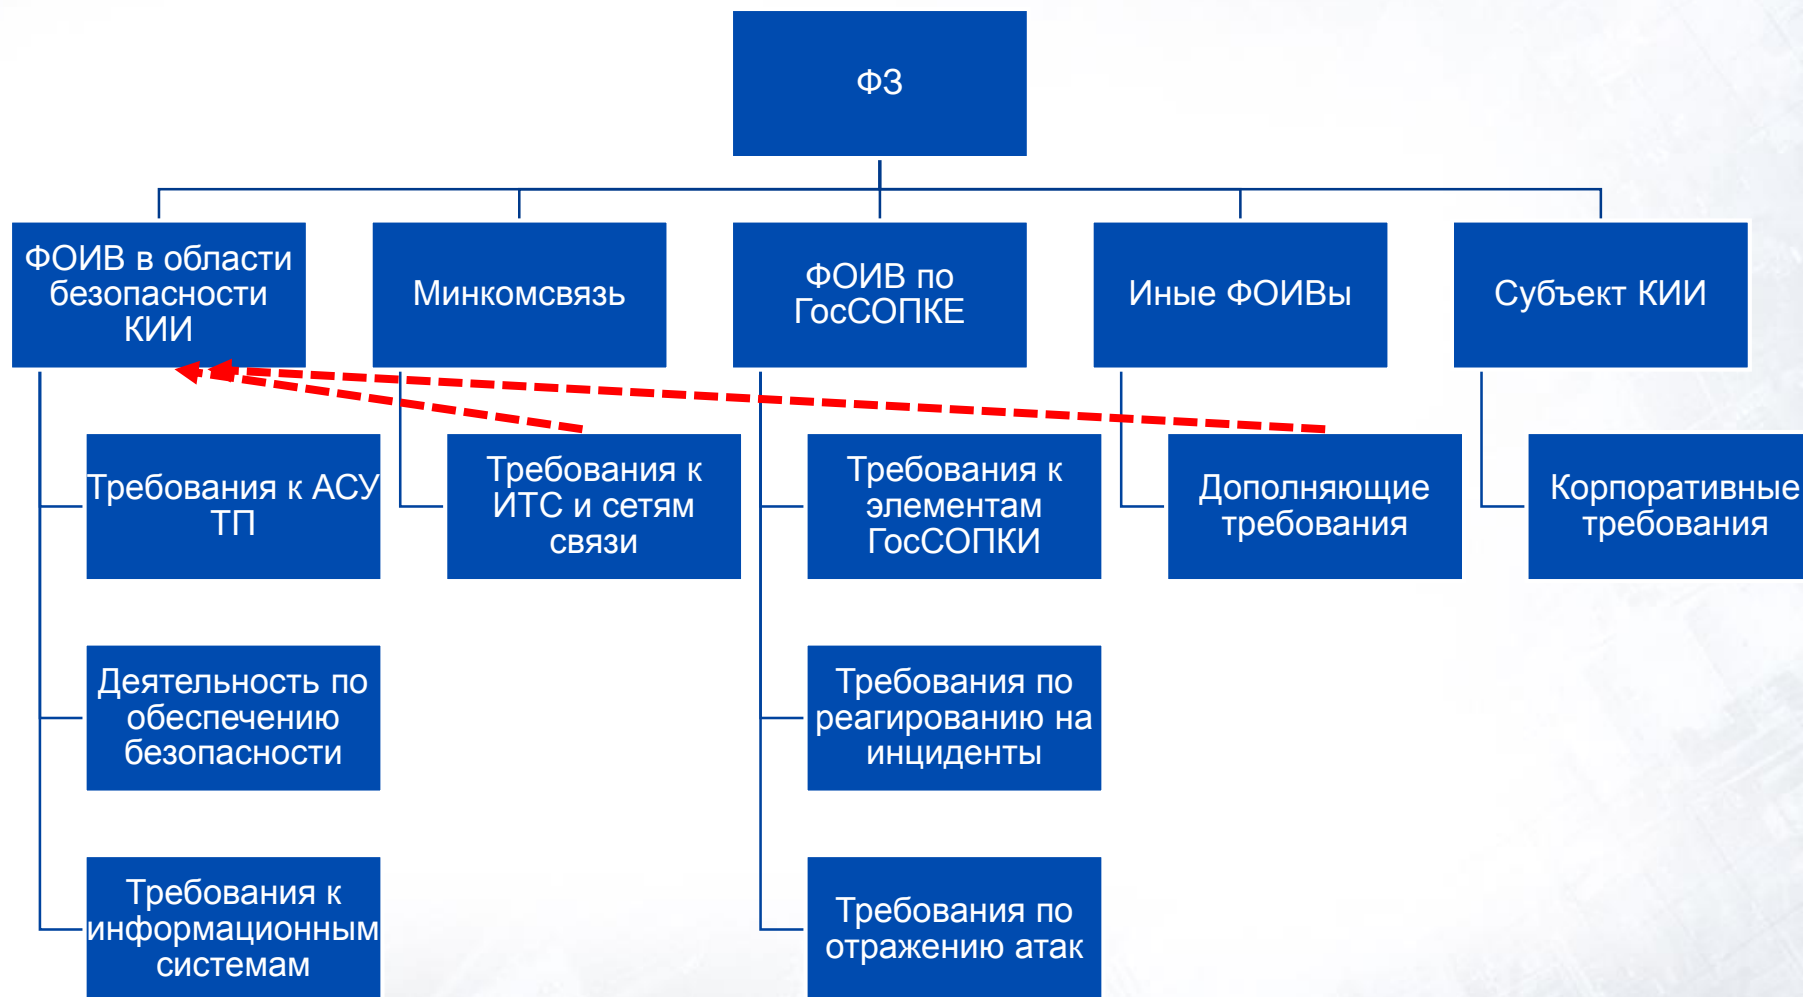 ФЗ
ФОИВ в области
безопасности
КИИ
Минкомсвязь
ФОИВ по
ГосСОПКЕ
Иные ФОИВы
Субъект КИИ
Требования к АСУ
ТП
Требования к
ИТС и сетям
связи
Требования к
элементам
ГосСОПКИ
Дополняющие
требования
Корпоративные
требования
Деятельность по
обеспечению
безопасности
Требования по
реагированию на
инциденты
Требования к
информационным
системам
Требования по
отражению атак